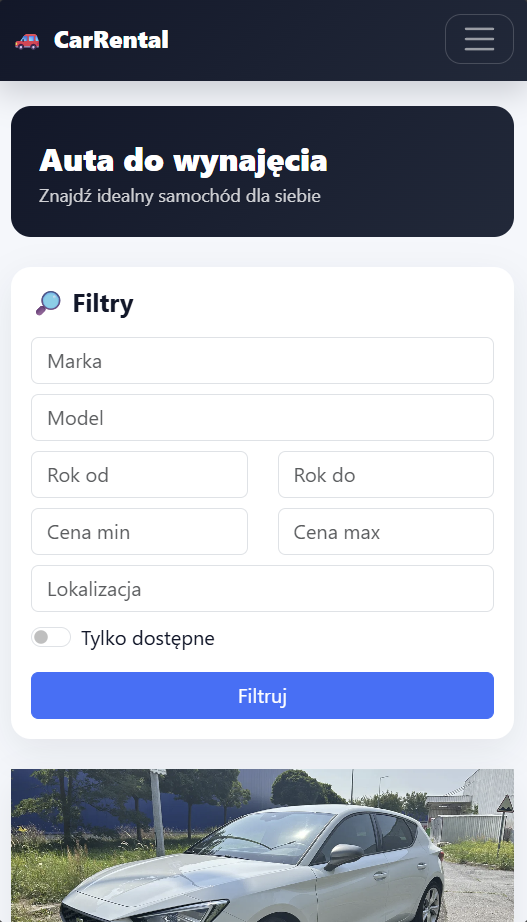 CarRental
Auta do wynajęcia
Znajdź idealny samochód dla siebie
Filtry
Marka
Model
Rok od Rok do
Cena min Cena max
Lokalizacja
Tylko dostępne
Filtruj